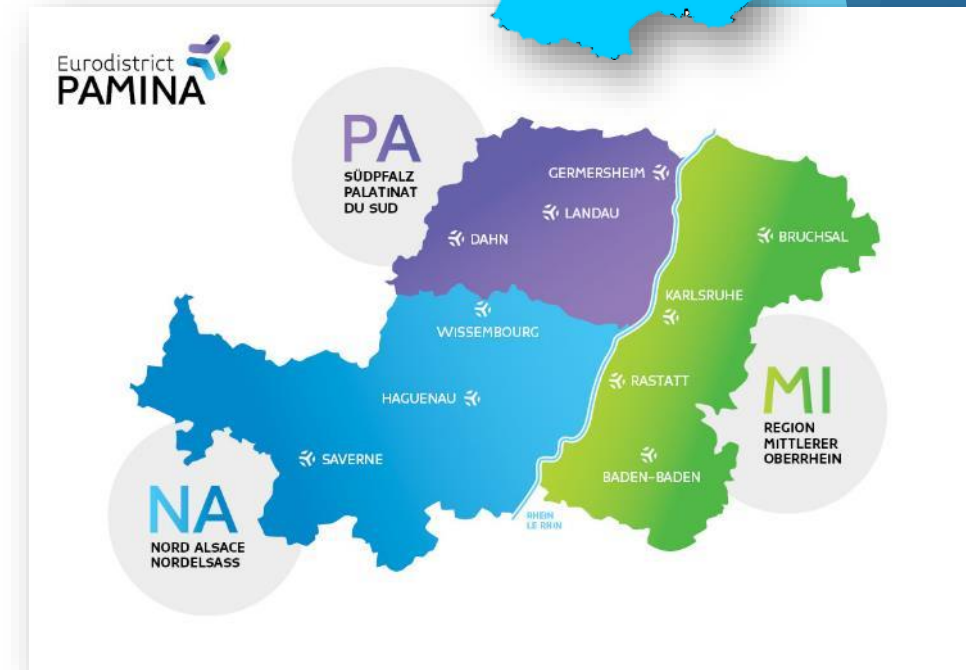 Eurodistrict
PAMINA
PA
SÜDPFALZ
PALATINAT
DU SUD
GERMERSHEIM
LANDAU
DAHN
BRUCHSAL
KARLSRUHE
WISSEMBOURG
RASTATT
HAGUENAU
MI
REGION
MITTLERER
OBERRHEIN
SAVERNE
BADEN-BADEN
NA
NORD ALSACE
NORDELSASS
RHEIN
LE RHIN